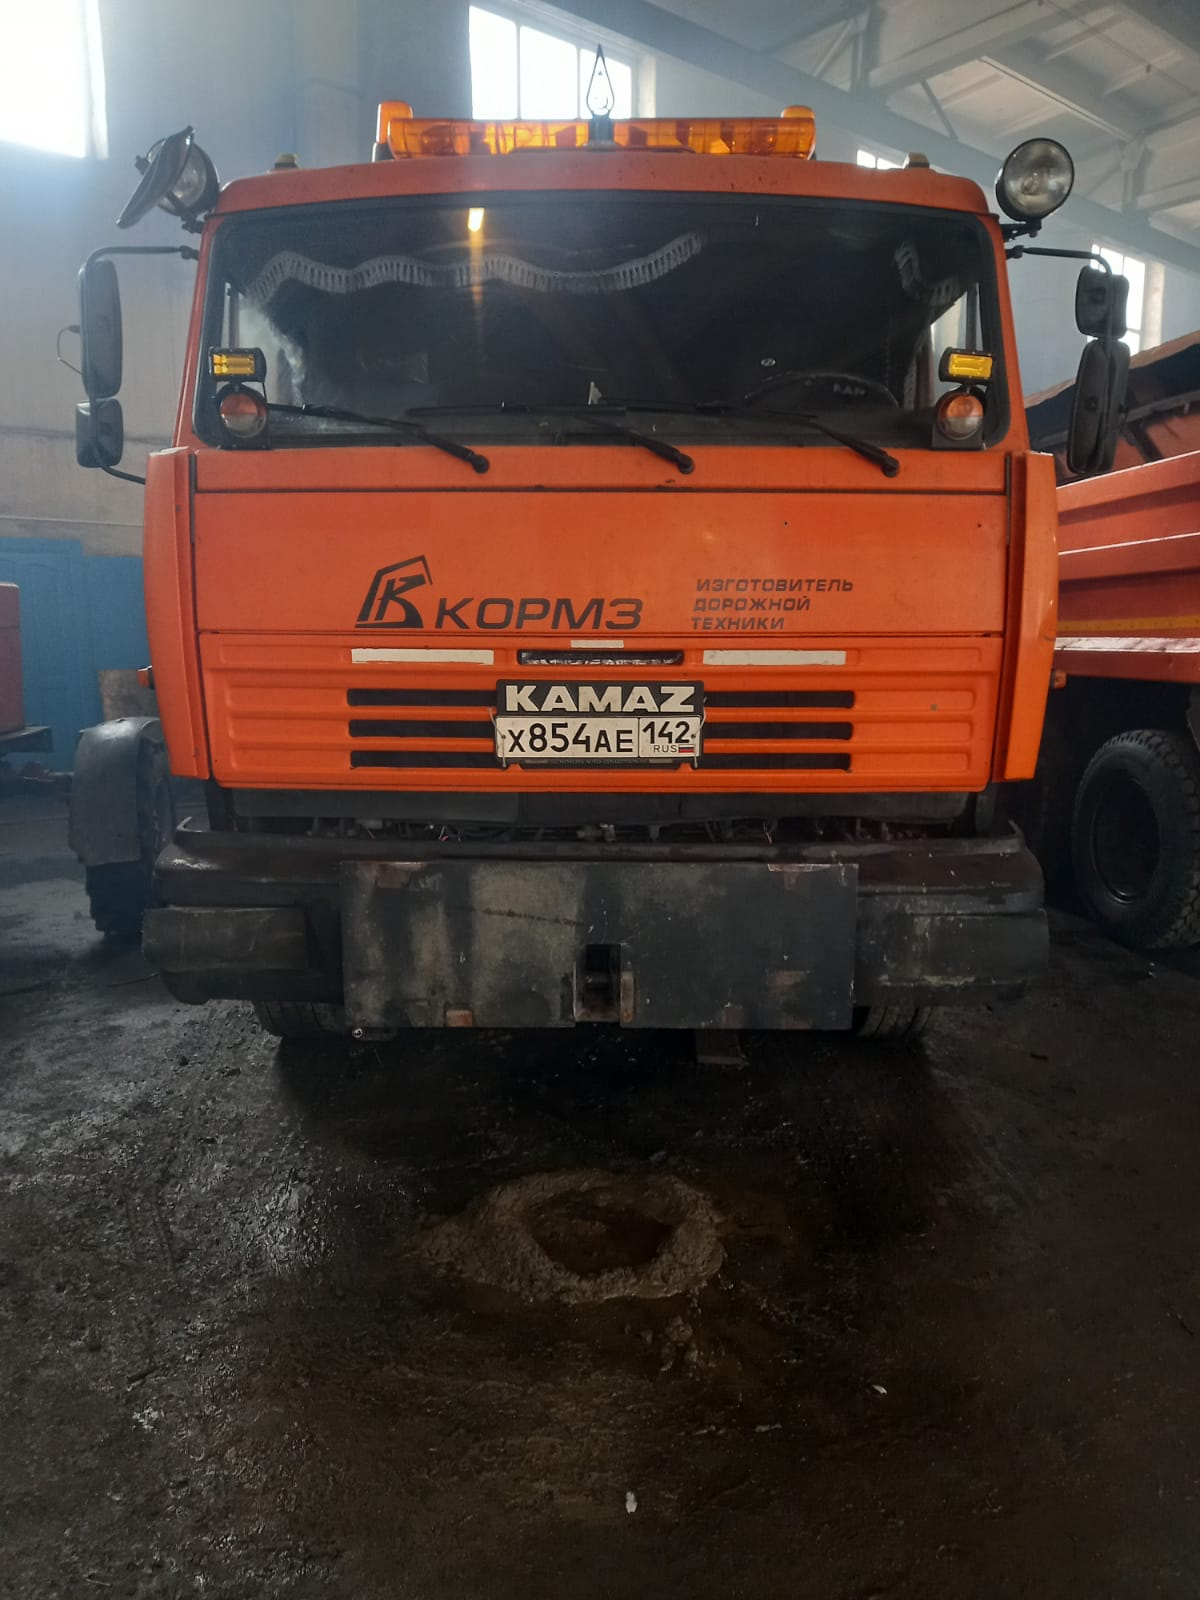 КОРМЗ
ИЗГОТОВИТЕЛЬ
ДОРОЖНОЙ
ТЕХНИКИ
KAMAZ
Х854АЕ 142
RUS